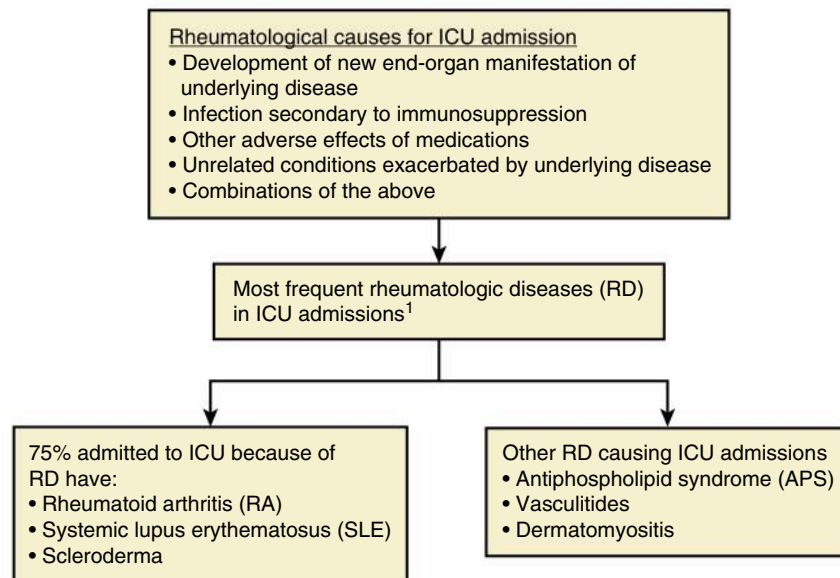 Rheumatological causes for ICU admission
• Development of new end-organ manifestation of
underlying disease
• Infection secondary to immunosuppression
• Other adverse effects of medications
• Unrelated conditions exacerbated by underlying disease
• Combinations of the above
Most frequent rheumatologic diseases (RD)
in ICU admissions¹
75% admitted to ICU because of
RD have:
• Rheumatoid arthritis (RA)
• Systemic lupus erythematosus (SLE)
• Scleroderma
Other RD causing ICU admissions
• Antiphospholipid syndrome (APS)
• Vasculitides
• Dermatomyositis